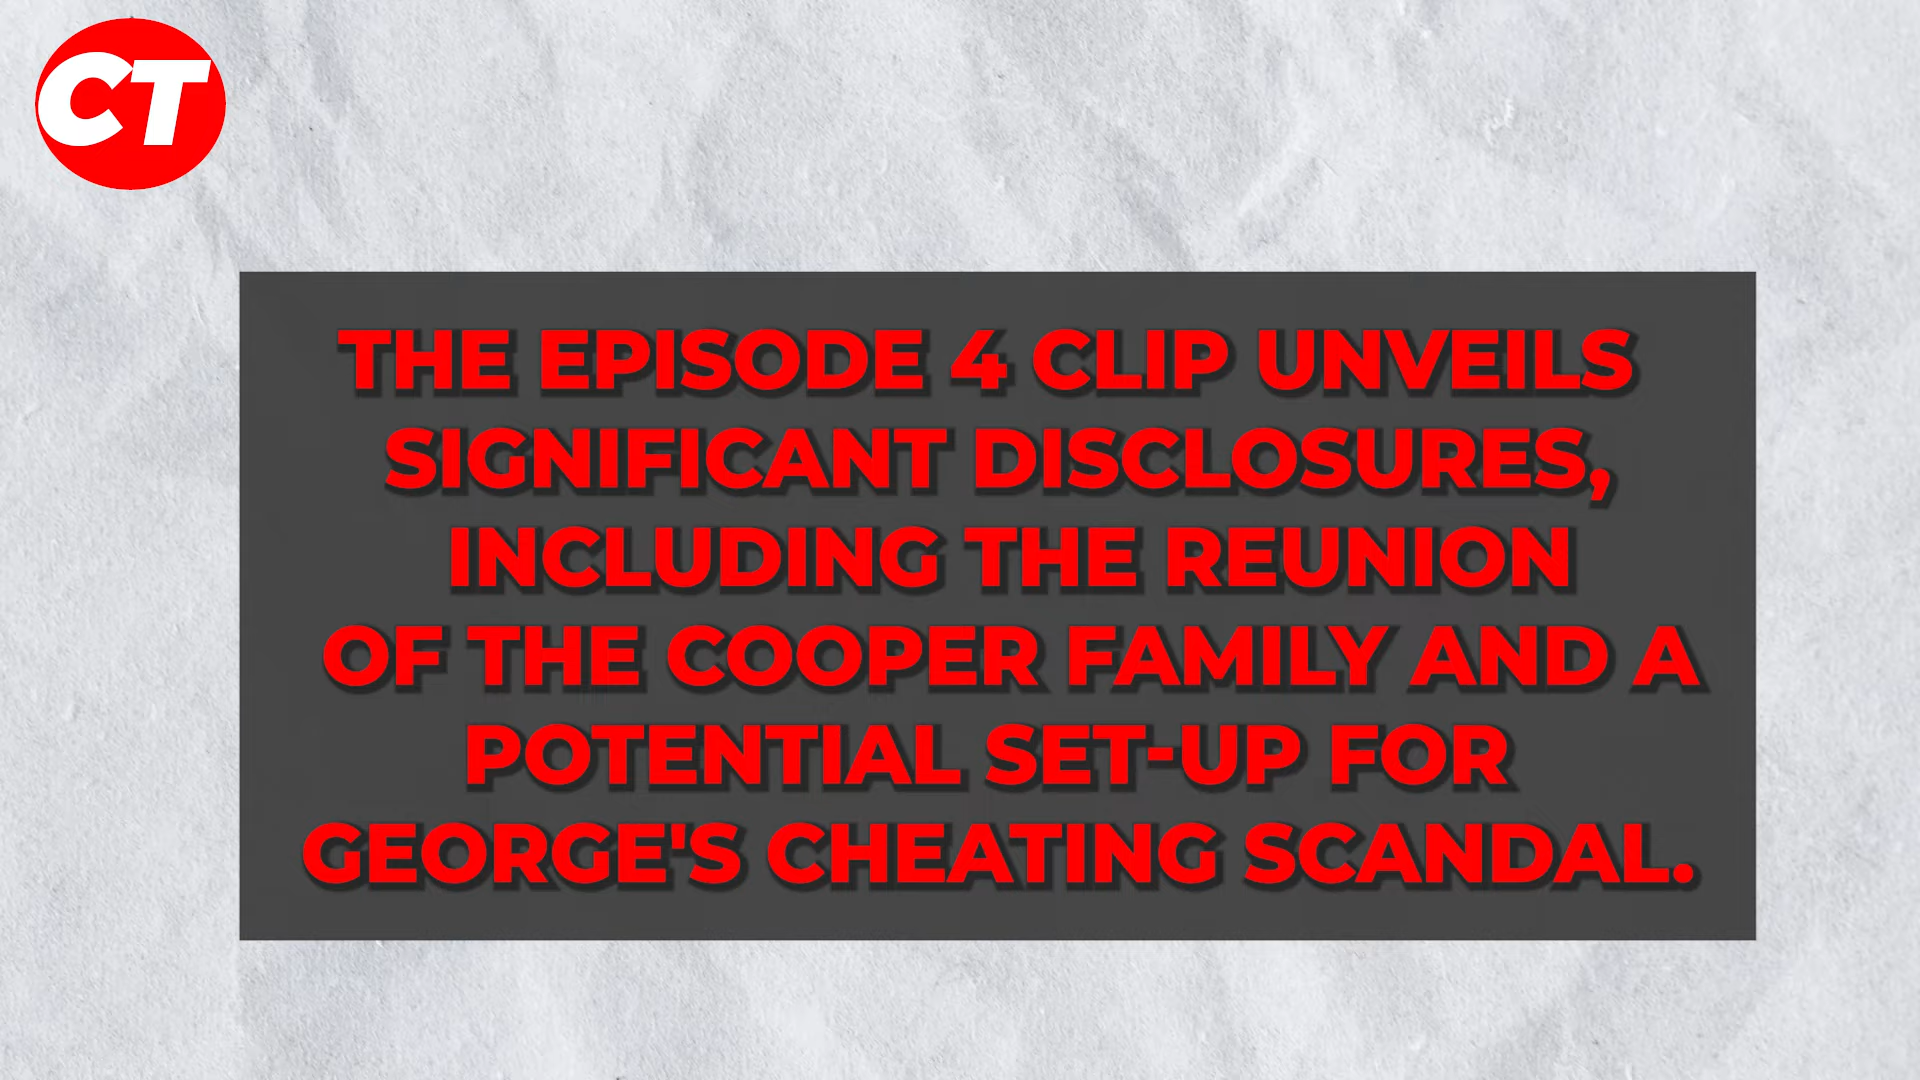 CT
THE EPISODE 4 CLIP UNVEILS
SIGNIFICANT DISCLOSURES,
INCLUDING THE REUNION
OF THE COOPER FAMILY AND A
POTENTIAL SET-UP FOR
GEORGE'S CHEATING SCANDAL.